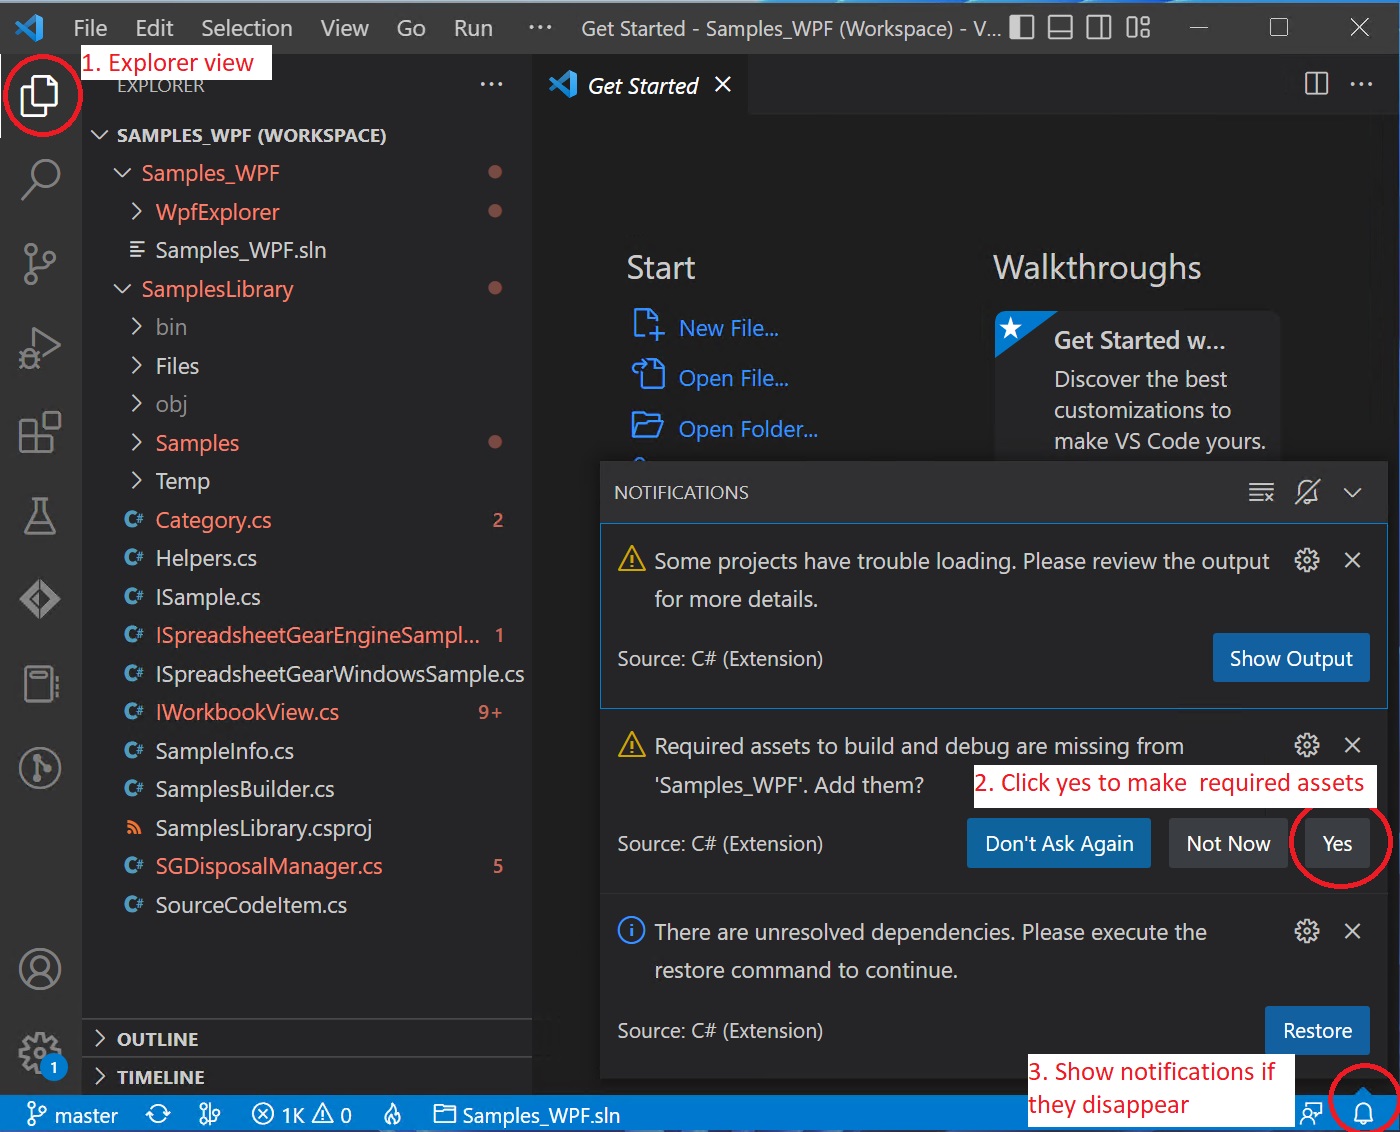 File Edit Selection View Go Run ··· Get Started - Samples_WPF (Workspace) - V...
1. Explorer view
EXPLORER ···
Get Started
SAMPLES_WPF (WORKSPACE)
Samples_WPF
WpfExplorer
Samples_WPF.sln
SamplesLibrary
bin
Files
obj
Samples
Temp
C# Category.cs 2
C# Helpers.cs
C# ISample.cs
C# ISpreadsheetGearEngineSampl... 1
C# ISpreadsheetGearWindowsSample.cs
C# IWorkbookView.cs 9+
C# SampleInfo.cs
C# SamplesBuilder.cs
SamplesLibrary.csproj
C# SGDisposalManager.cs 5
C# SourceCodeItem.cs
OUTLINE
TIMELINE
Start
New File...
Open File...
Open Folder...
Walkthroughs
Get Started w...
Discover the best
customizations to
make VS Code yours.
NOTIFICATIONS
Some projects have trouble loading. Please review the output
for more details.
Source: C# (Extension) Show Output
Required assets to build and debug are missing from
'Samples_WPF'. Add them?
2. Click yes to make required assets
Source: C# (Extension) Don't Ask Again Not Now Yes
There are unresolved dependencies. Please execute the
restore command to continue.
Source: C# (Extension) Restore
3. Show notifications if
they disappear
1
master 1K 0 Samples_WPF.sln